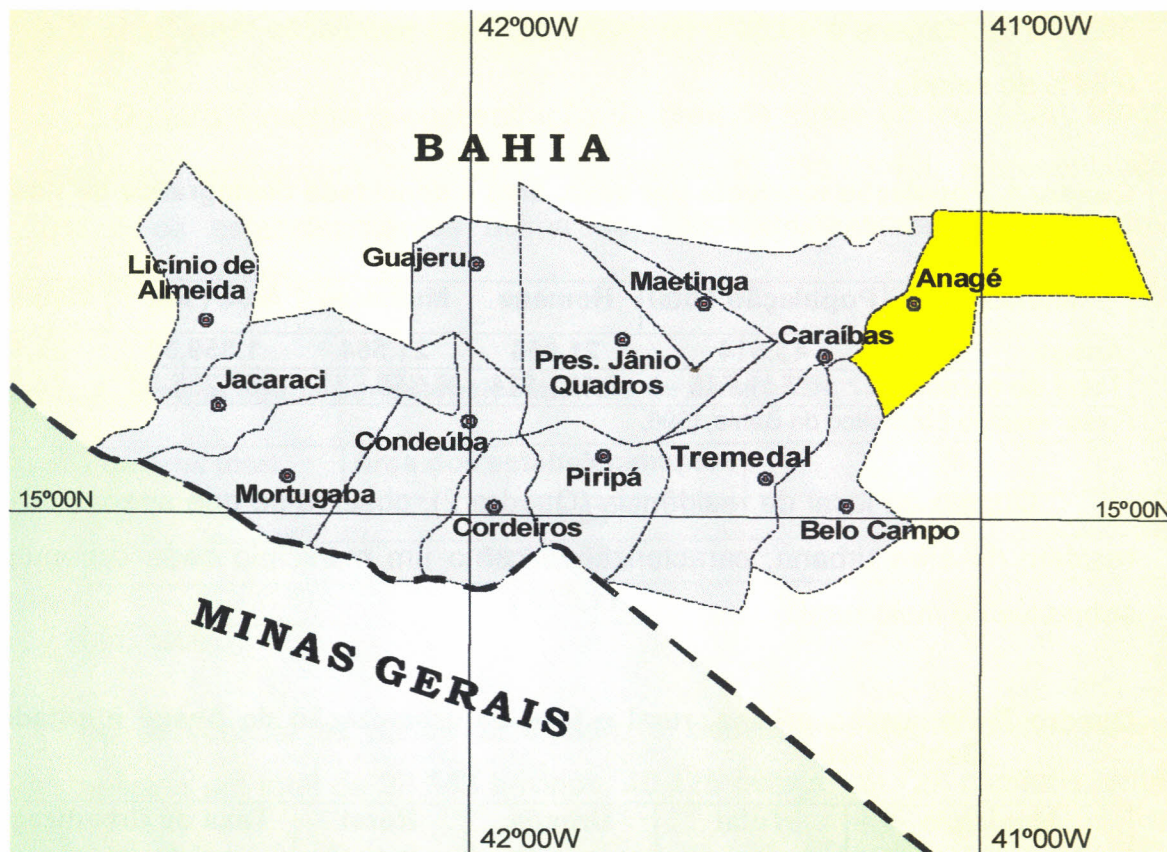 42º00W
41º00W
BAHIA
Licínio de
Almeida
Guajeru
Maetinga
Anagé
Caraíbas
Pres. Jânio
Quadros
Jacaraci
Condeúba
Piripá
Tremedal
Mortugaba
15º00N
Cordeiros
Belo Campo
15º00N
MINAS GERAIS
42º00W
41º00W